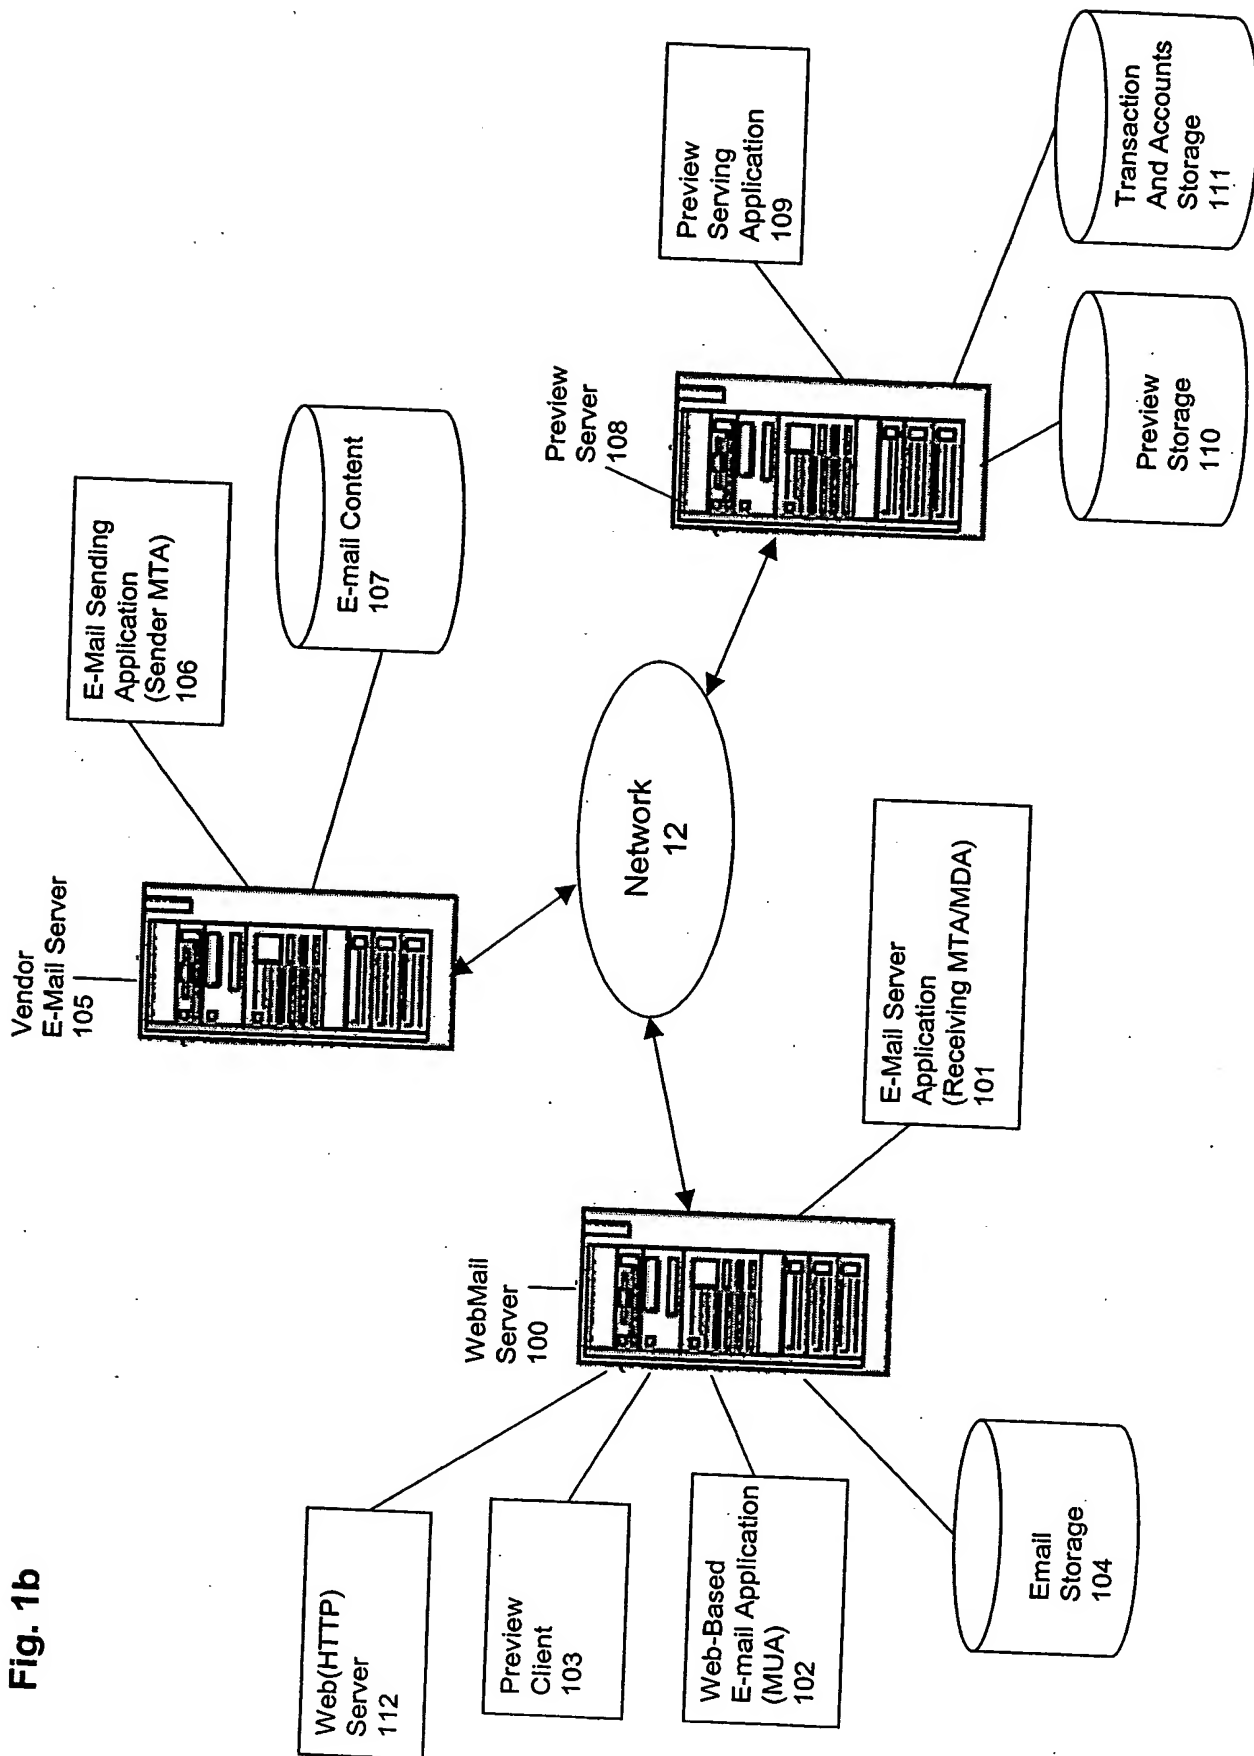 Fig. 1b
Vendor
E-Mail Server
105
E-Mail Sending
Application
(Sender MTA)
106
E-mail Content
107
Preview
Server
108
Preview
Serving
Application
109
Preview
Storage
110
Transaction
And Accounts
Storage
111
Network
12
WebMail
Server
100
E-Mail Server
Application
(Receiving MTA/MDA)
101
Web(HTTP)
Server
112
Preview
Client
103
Web-Based
E-mail Application
(MUA)
102
Email
Storage
104